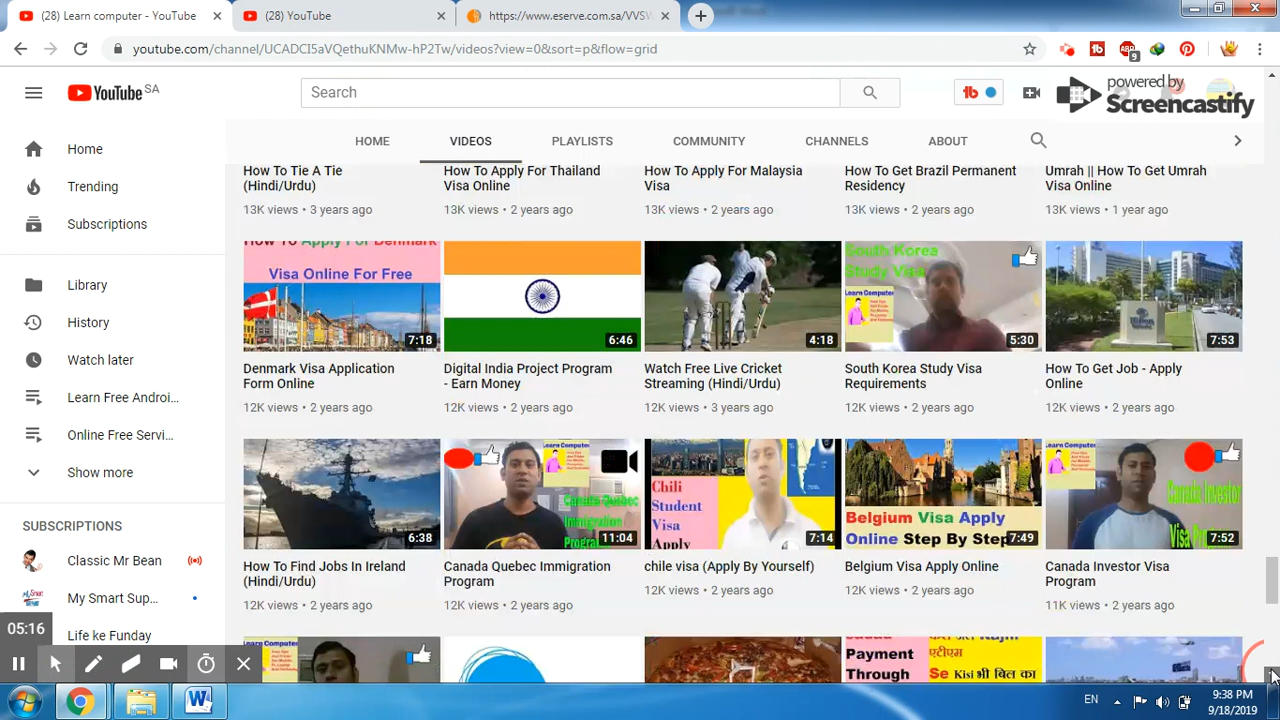 (28) Learn computer - YouTube
(28) YouTube
https://www.eserve.com.sa/VVSW
youtube.com/channel/UCADCI5aVQethuKNMw-hP2Tw/videos?view=0&sort=p&flow=grid
9
YouTube SA
Search
powered by
Screencastify
HOME
VIDEOS
PLAYLISTS
COMMUNITY
CHANNELS
ABOUT
Home
Trending
Subscriptions
Library
History
Watch later
Learn Free Androi...
Online Free Servi...
Show more
SUBSCRIPTIONS
Classic Mr Bean
My Smart Sup...
Life ke Funday
How To Tie A Tie
(Hindi/Urdu)
13K views • 3 years ago
How To Apply For Thailand
Visa Online
13K views • 2 years ago
How To Apply For Malaysia
Visa
13K views • 2 years ago
How To Get Brazil Permanent
Residency
13K views • 2 years ago
Umrah || How To Get Umrah
Visa Online
13K views • 1 year ago
How To Apply For Denmark
Visa Online For Free
7:18
Denmark Visa Application
Form Online
12K views • 2 years ago
6:46
Digital India Project Program
- Earn Money
12K views • 2 years ago
4:18
Watch Free Live Cricket
Streaming (Hindi/Urdu)
12K views • 3 years ago
South Korea
Study Visa
Learn Computer
5:30
South Korea Study Visa
Requirements
12K views • 2 years ago
7:53
How To Get Job - Apply
Online
12K views • 2 years ago
6:38
How To Find Jobs In Ireland
(Hindi/Urdu)
12K views • 2 years ago
Learn Computer
Canada Quebec
Immigration
Program
11:04
Canada Quebec Immigration
Program
12K views • 2 years ago
Chili
Student
Visa
Apply
Learn Computer
7:14
chile visa (Apply By Yourself)
12K views • 2 years ago
Belgium Visa Apply
Online Step By Step
7:49
Belgium Visa Apply Online
12K views • 2 years ago
Learn Computer
Canada Investor
Visa Program
7:52
Canada Investor Visa
Program
11K views • 2 years ago
Payment
Through
एटीएम
Se Kisi भी बिल का
05:16
EN
9:38 PM
9/18/2019